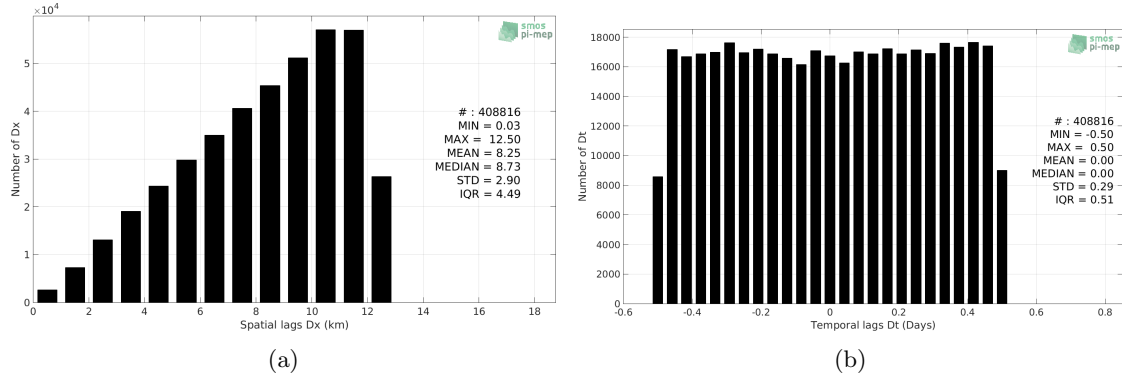 ×10^4
smos
pi-mep
5
4
3
2
1
0
Number of Dx
# : 408816
MIN = 0.03
MAX = 12.50
MEAN = 8.25
MEDIAN = 8.73
STD = 2.90
IQR = 4.49
0 2 4 6 8 10 12 14 16 18
Spatial lags Dx (km)
(a)
smos
pi-mep
18000
16000
14000
12000
10000
8000
6000
4000
2000
0
Number of Dt
# : 408816
MIN = -0.50
MAX = 0.50
MEAN = 0.00
MEDIAN = 0.00
STD = 0.29
IQR = 0.51
-0.6 -0.4 -0.2 0 0.2 0.4 0.6 0.8
Temporal lags Dt (Days)
(b)